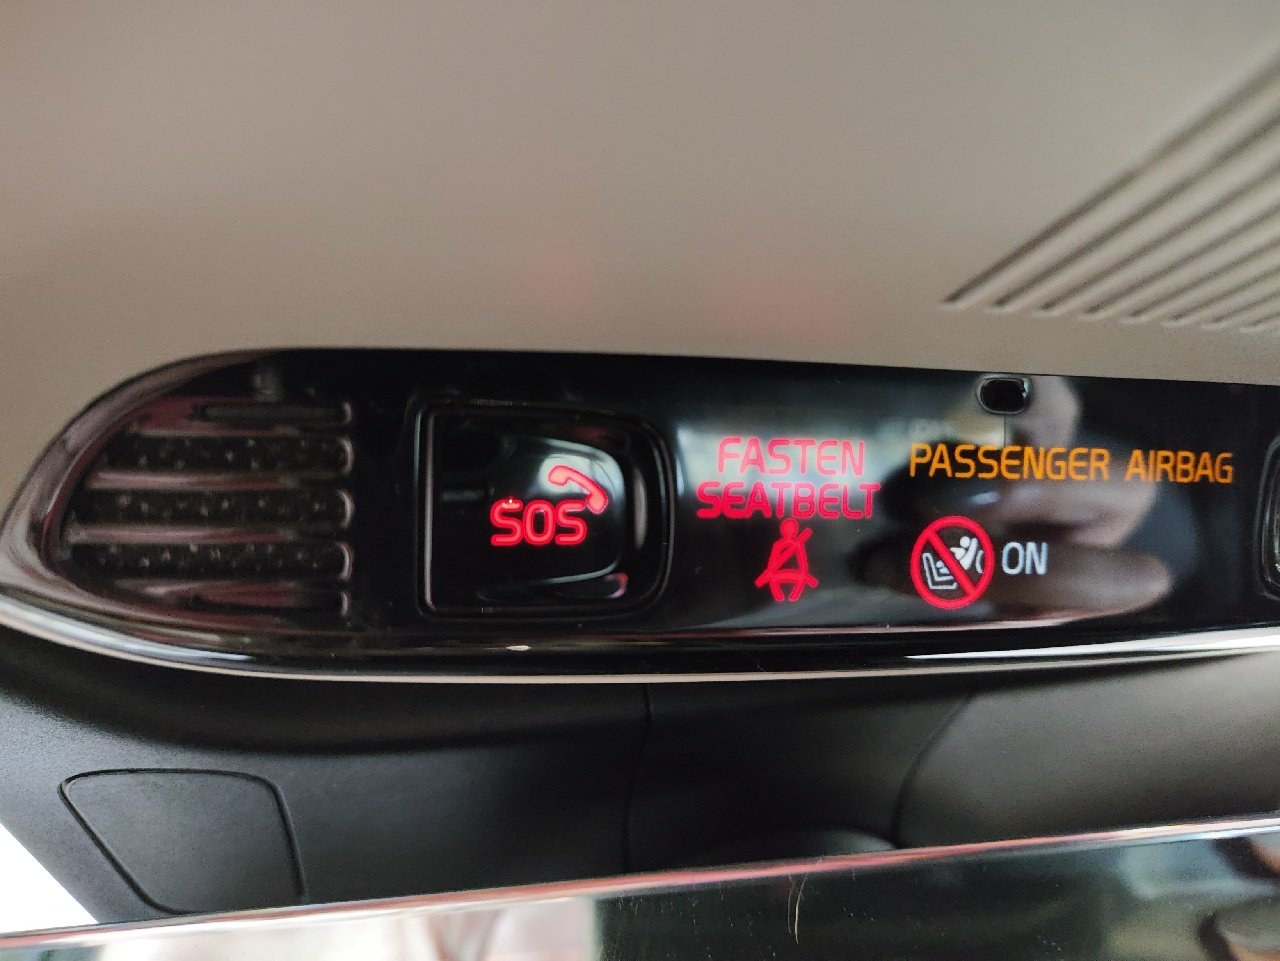 SOS
FASTEN
SEATBELT
PASSENGER AIRBAG
ON